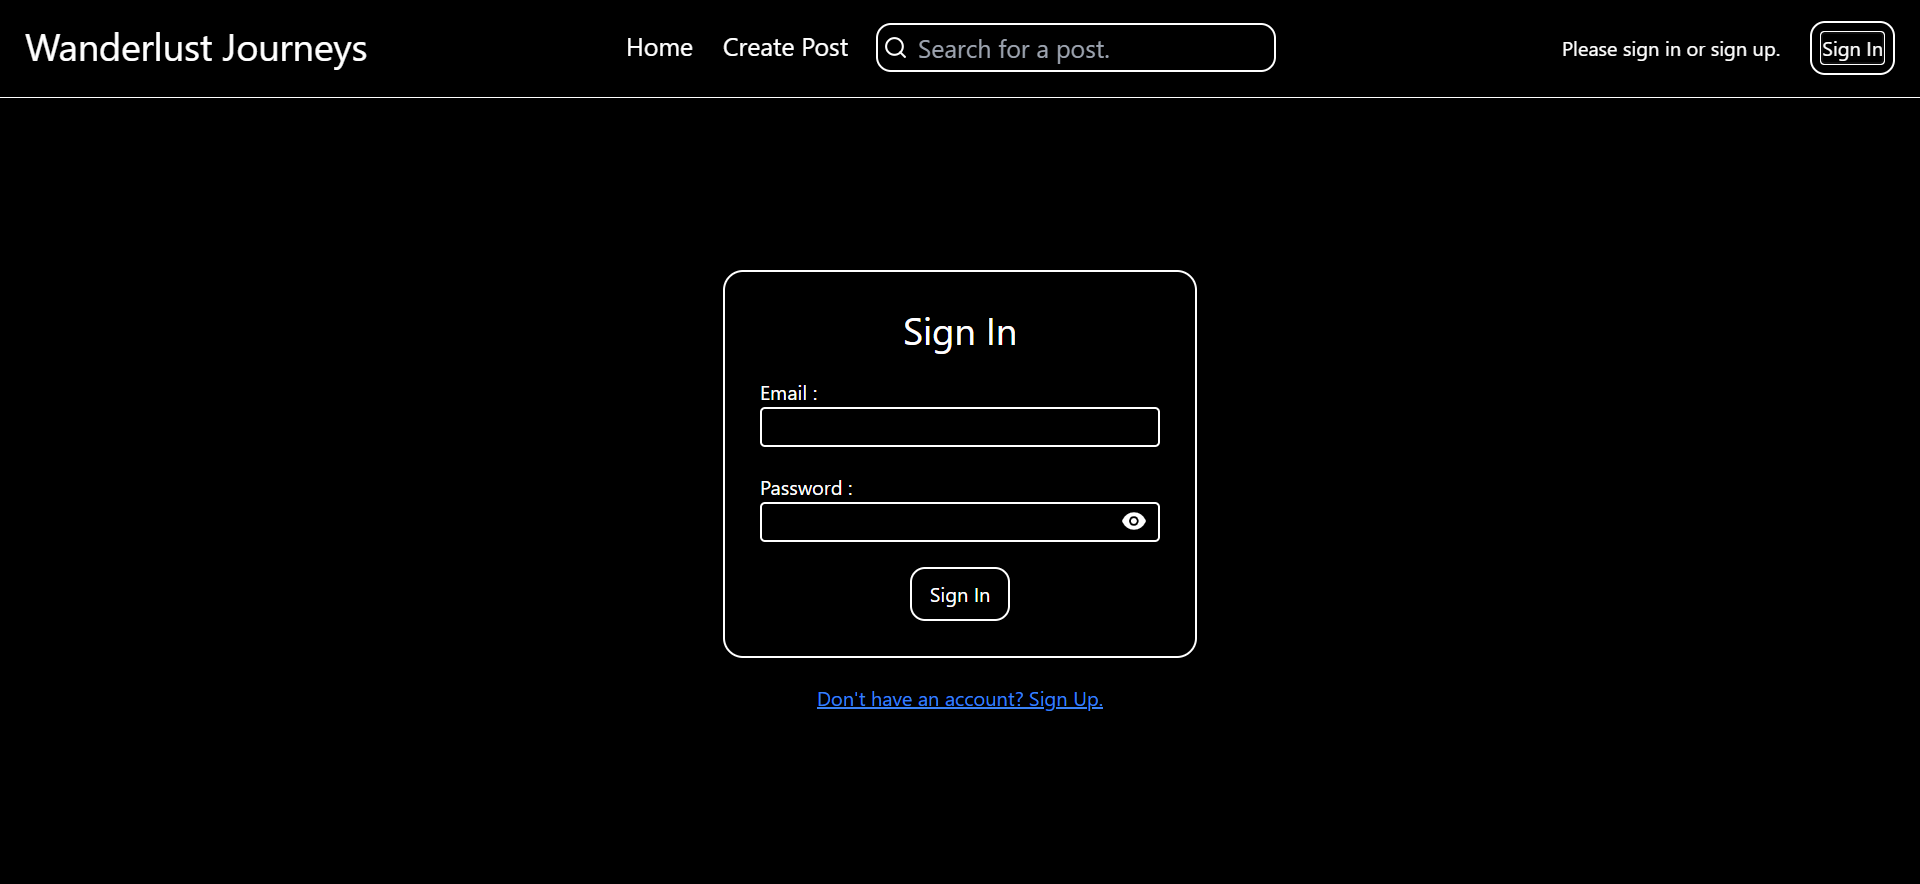 Wanderlust Journeys
Home
Create Post
Search for a post.
Please sign in or sign up.
Sign In
Sign In
Email :
Password :
Sign In
Don't have an account? Sign Up.